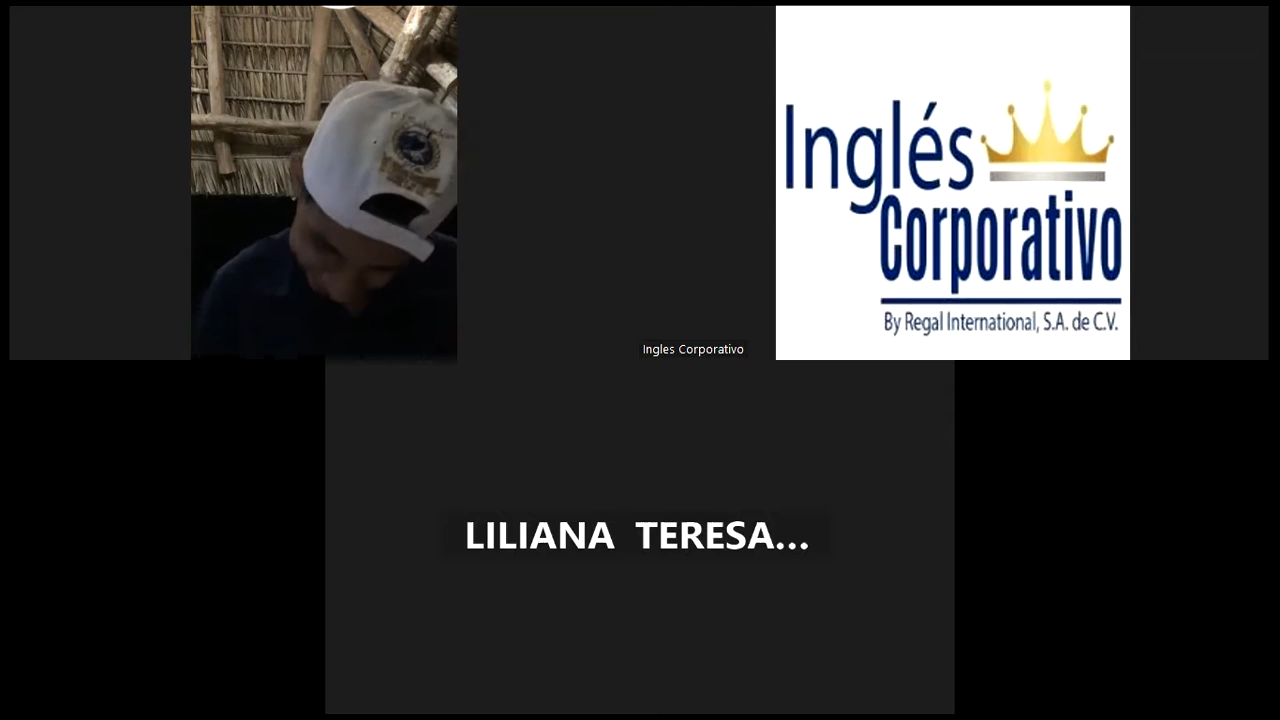 Inglés
Corporativo
By Regal International, S.A. de C.V.
Ingles Corporativo
LILIANA TERESA...